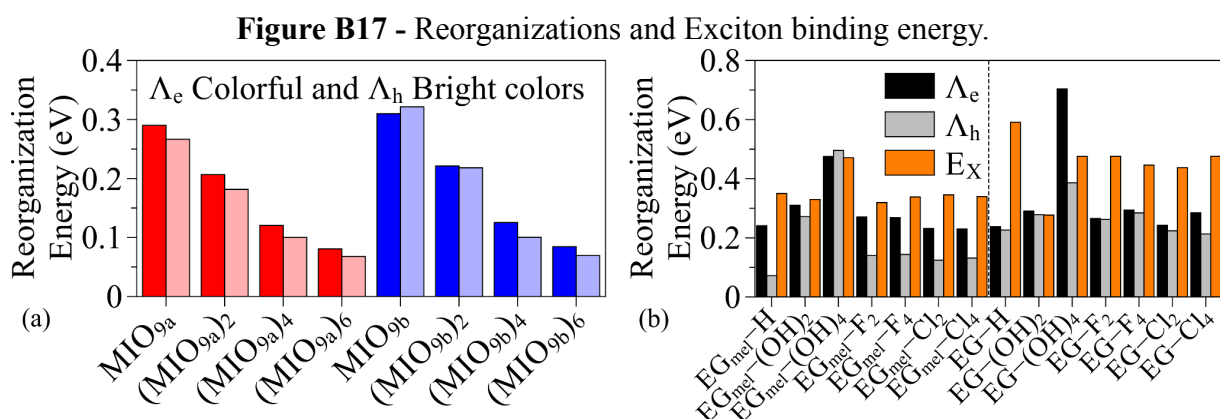 Figure B17 - Reorganizations and Exciton binding energy.
Reorganization
Energy (eV)
0.4
0.3
0.2
0.1
0
Λe Colorful and Λh Bright colors
(a)
MIO9a
(MIO9a)2
(MIO9a)4
(MIO9a)6
MIO9b
(MIO9b)2
(MIO9b)4
(MIO9b)6
Reorganization
Energy (eV)
0.8
0.6
0.4
0.2
0.0
Λe
Λh
EX
(b)
EGmel–H
EGmel–(OH)2
EGmel–(OH)4
EGmel–F2
EGmel–F4
EGmel–Cl2
EGmel–Cl4
EG–H
EG–(OH)2
EG–(OH)4
EG–F2
EG–F4
EG–Cl2
EG–Cl4